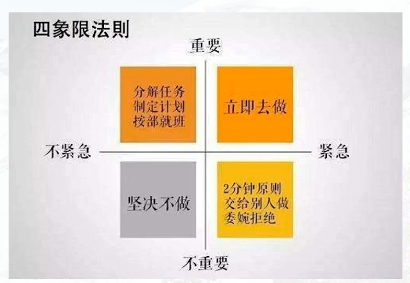 四象限法則
重要
分解任务
制定计划
按部就班
立即去做
不紧急
紧急
坚决不做
2分钟原则
交给别人做
委婉拒绝
不重要